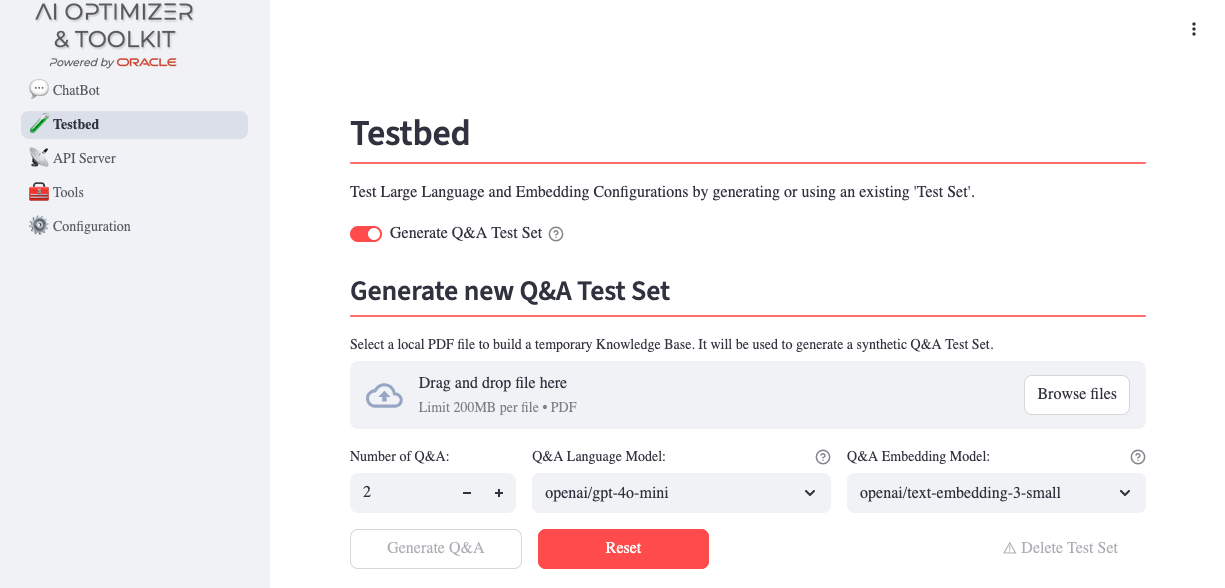 AI OPTIMIZER
& TOOLKIT
Powered by ORACLE
ChatBot
Testbed
API Server
Tools
Configuration
Testbed
Test Large Language and Embedding Configurations by generating or using an existing 'Test Set'.
Generate Q&A Test Set
Generate new Q&A Test Set
Select a local PDF file to build a temporary Knowledge Base. It will be used to generate a synthetic Q&A Test Set.
Drag and drop file here
Limit 200MB per file • PDF
Browse files
Number of Q&A:
Q&A Language Model:
Q&A Embedding Model:
2
openai/gpt-4o-mini
openai/text-embedding-3-small
Generate Q&A
Reset
⚠ Delete Test Set